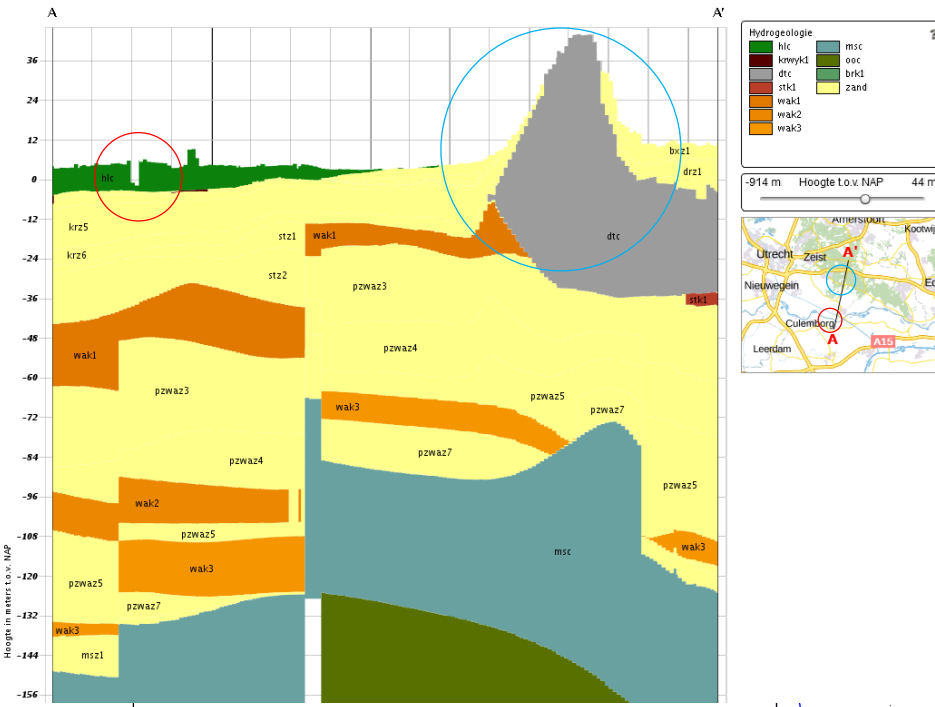 A
A'
36
24
12
0
-12
-24
-36
-48
-60
-72
-84
-96
-108
-120
-132
-144
-156
Hoogte in meters t.o.v. NAP
hlc
krz5
krz6
stz1
stz2
wak1
wak1
pzwaz3
pzwaz3
pzwaz4
pzwaz4
wak2
pzwaz5
wak3
pzwaz5
pzwaz7
wak3
msz1
wak3
pzwaz7
pzwaz5
pzwaz7
msc
dtc
bxz1
drz1
stk1
pzwaz5
wak3
Hydrogeologie
hlc
krwyk1
dtc
stk1
wak1
wak2
wak3
msc
ooc
brk1
zand
?
-914 m Hoogte t.o.v. NAP 44 m
Amersfoort
Kootwij
Utrecht
Zeist
A'
Nieuwegein
Ed
Culemborg
A
A15
Leerdam